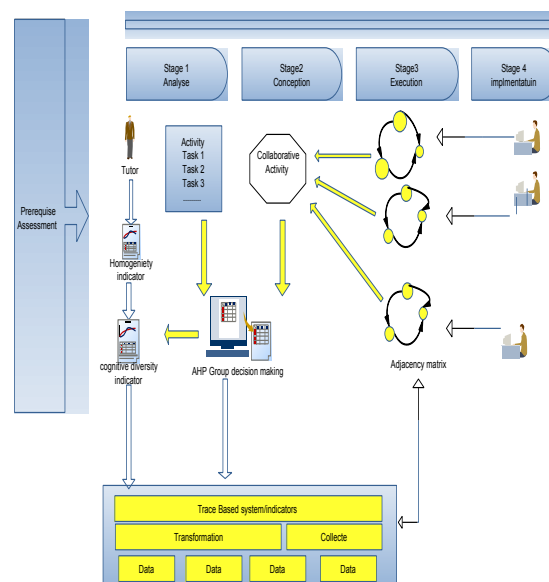 Stage 1
Analyse
Stage2
Conception
Stage3
Execution
Stage 4
implmentatuin
Prerequise
Assessment
Tutor
Activity
Task 1
Task 2
Task 3
Collaborative
Activity
Homogeniety
indicator
cognitive diversity
indicator
AHP Group decision making
Adjacency matrix
Trace Based system/indicators
Transformation
Collecte
Data
Data
Data
Data